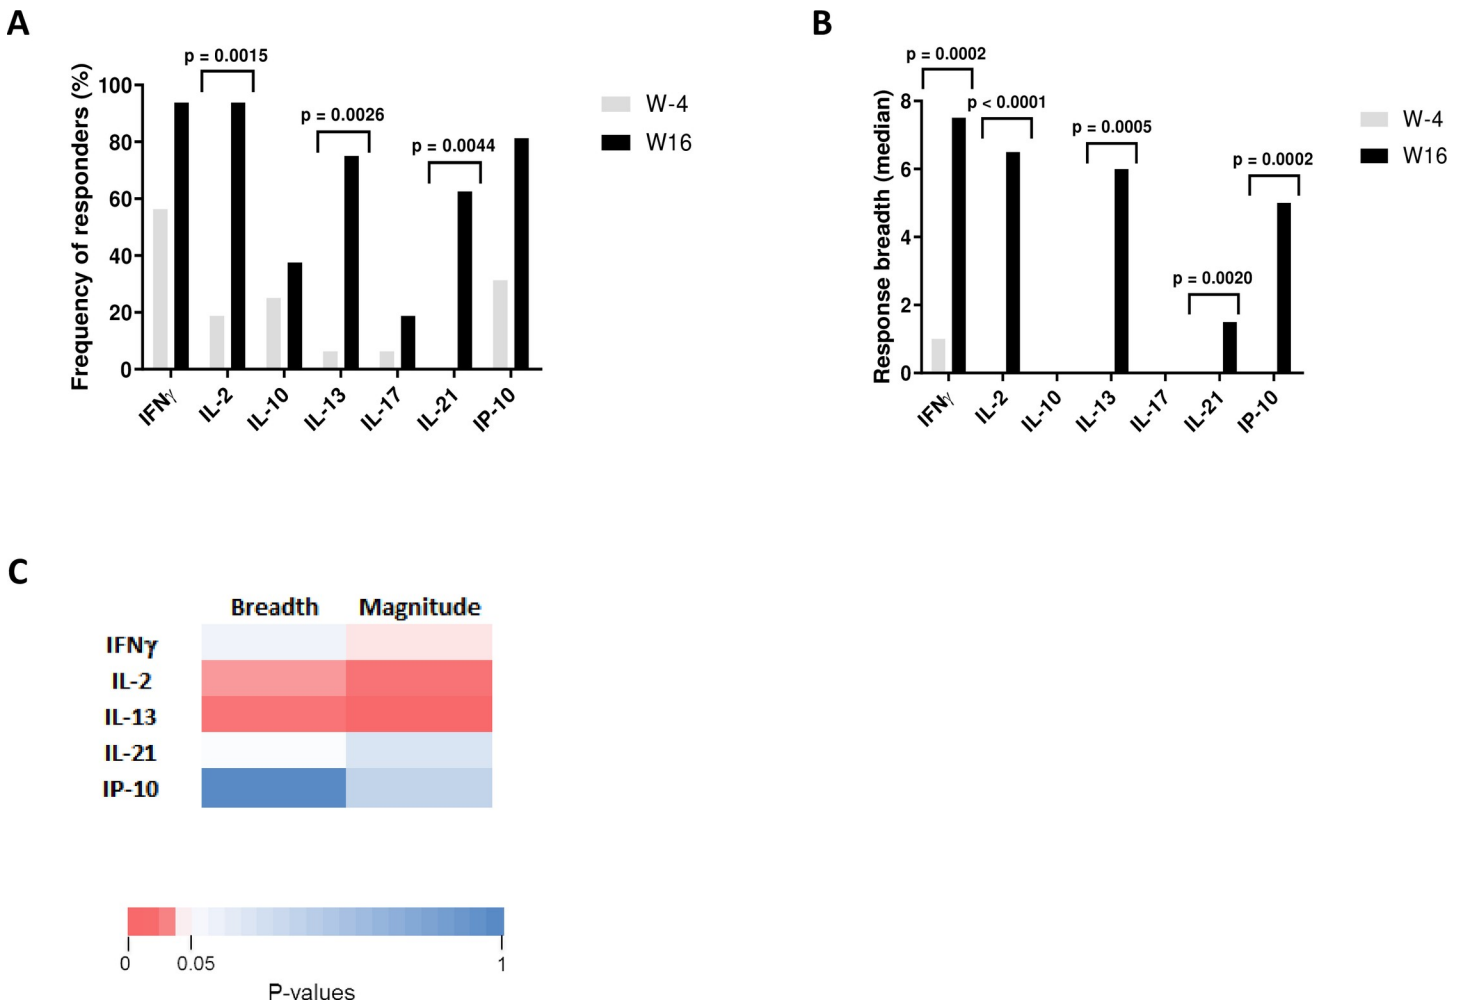 A
p = 0.0015
p = 0.0026
p = 0.0044
Frequency of responders (%)
100
80
60
40
20
0
IFNγ
IL-2
IL-10
IL-13
IL-17
IL-21
IP-10
W-4
W16
B
p = 0.0002
p < 0.0001
p = 0.0005
p = 0.0020
p = 0.0002
Response breadth (median)
8
6
4
2
0
IFNγ
IL-2
IL-10
IL-13
IL-17
IL-21
IP-10
W-4
W16
C
Breadth Magnitude
IFNγ
IL-2
IL-13
IL-21
IP-10
0 0.05 1
P-values